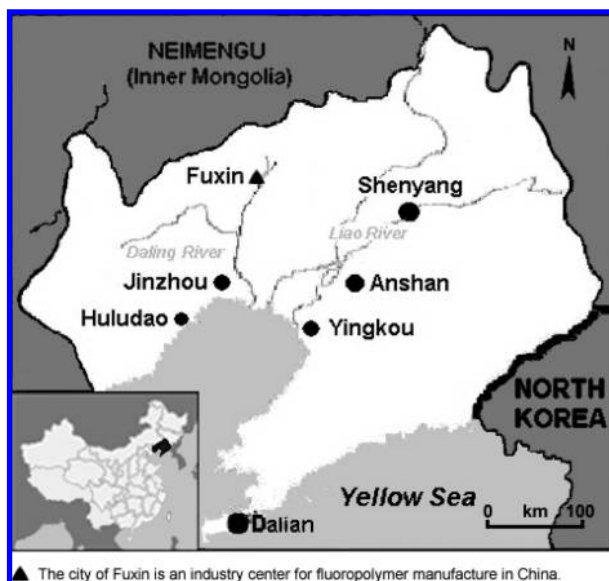 NEIMENGU
(Inner Mongolia)
N
Fuxin
Shenyang
Liao River
Daling River
Jinzhou
Anshan
Huludao
Yingkou
NORTH
KOREA
Yellow Sea
0 km 100
Dalian
▲ The city of Fuxin is an industry center for fluoropolymer manufacture in China.